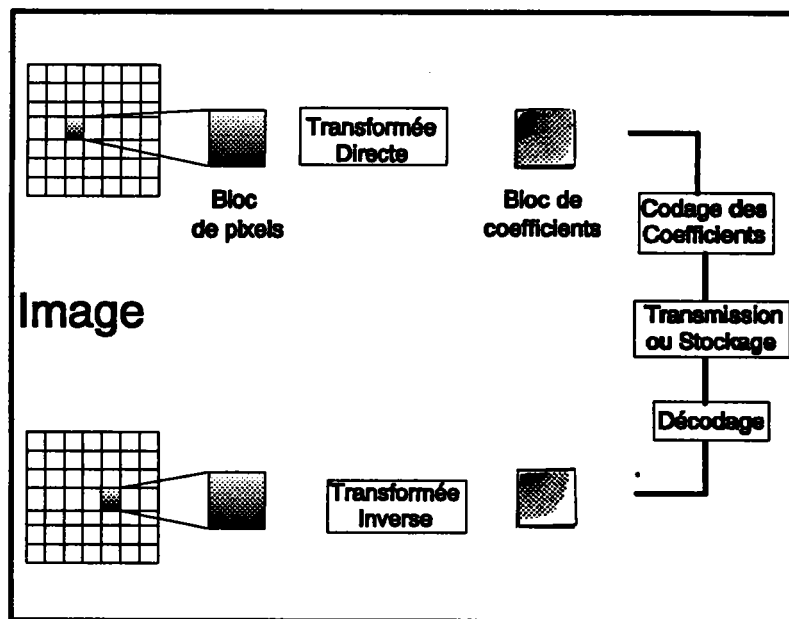 Transformée
Directe
Bloc
de pixels
Bloc de
coefficients
Codage des
Coefficients
Image
Transmission
ou Stockage
Décodage
Transformée
Inverse